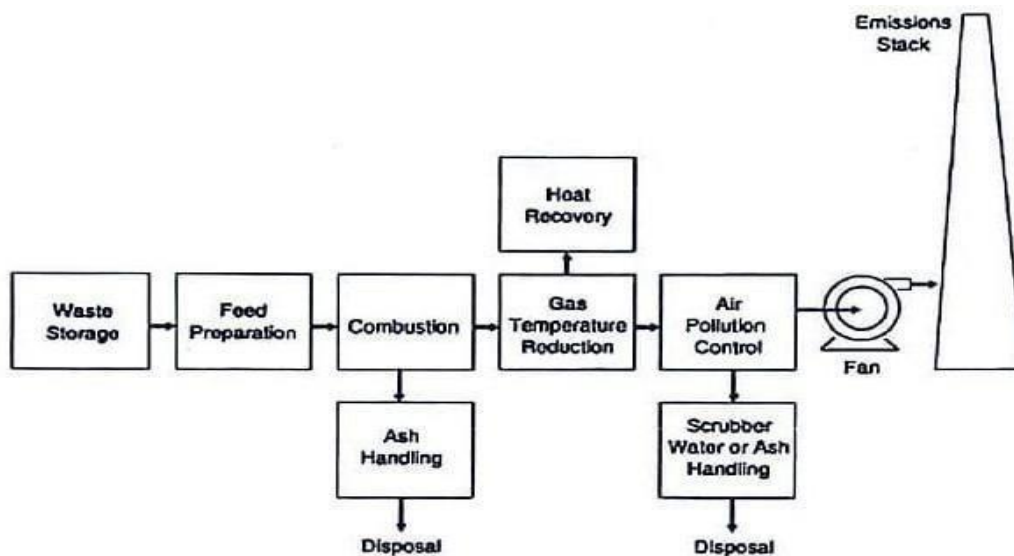 Emissions
Stack
Heat
Recovery
Waste
Storage
Feed
Preparation
Combustion
Gas
Temperature
Reduction
Air
Pollution
Control
Fan
Ash
Handling
Scrubber
Water or Ash
Handling
Disposal
Disposal